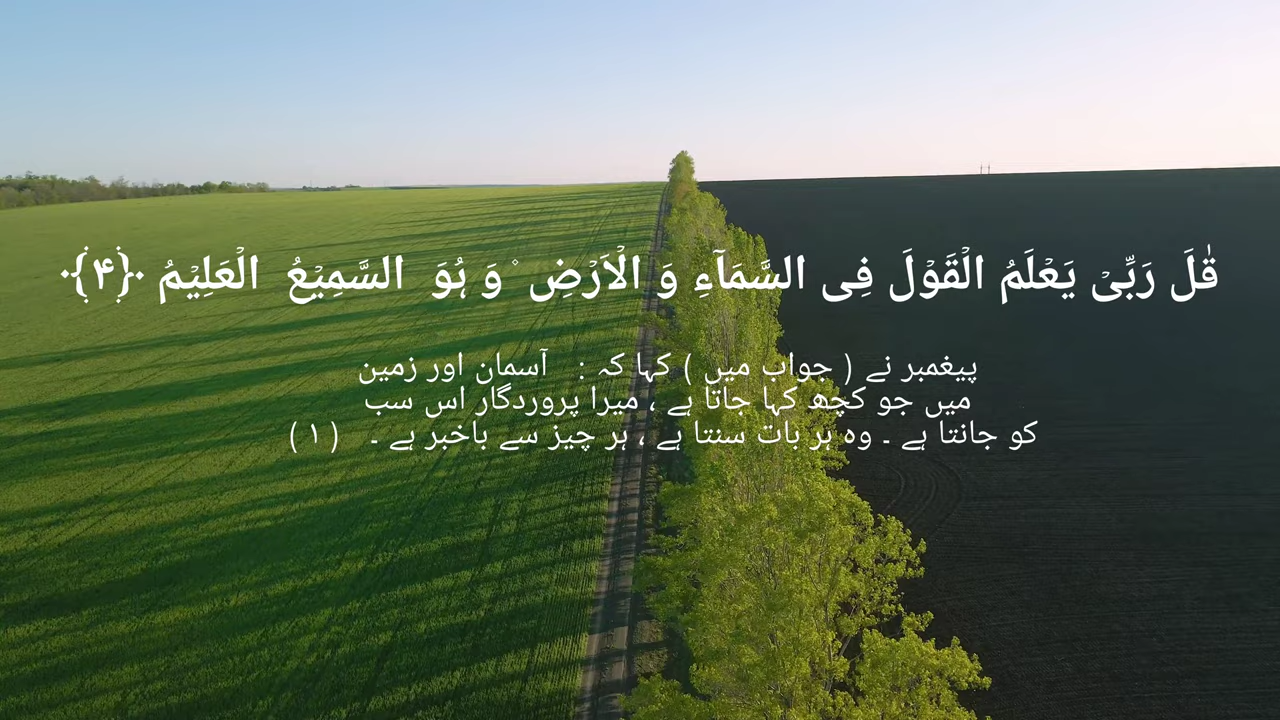 قٰلَ رَبِّیۡ یَعۡلَمُ الۡقَوۡلَ فِی السَّمَآءِ وَ الۡاَرۡضِ ۫ وَ ہُوَ السَّمِیۡعُ الۡعَلِیۡمُ ﴿۴﴾
پیغمبر نے ( جواب میں ) کہا کہ : آسمان اور زمین
میں جو کچھ کہا جاتا ہے ، میرا پروردگار اس سب
کو جانتا ہے ۔ وہ ہر بات سنتا ہے ، ہر چیز سے باخبر ہے ۔ ( ۱ )